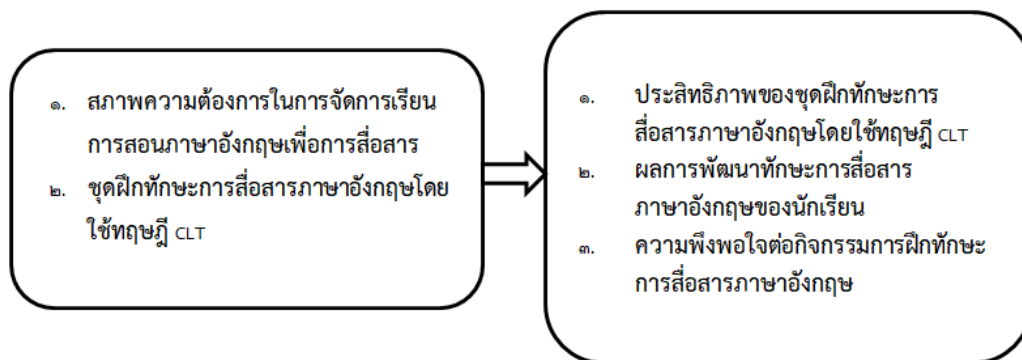 ๑. สภาพความต้องการในการจัดการเรียน
การสอนภาษาอังกฤษเพื่อการสื่อสาร
๒. ชุดฝึกทักษะการสื่อสารภาษาอังกฤษโดย
ใช้ทฤษฎี CLT
๑. ประสิทธิภาพของชุดฝึกทักษะการ
สื่อสารภาษาอังกฤษโดยใช้ทฤษฎี CLT
๒. ผลการพัฒนาทักษะการสื่อสาร
ภาษาอังกฤษของนักเรียน
๓. ความพึงพอใจต่อกิจกรรมการฝึกทักษะ
การสื่อสารภาษาอังกฤษ